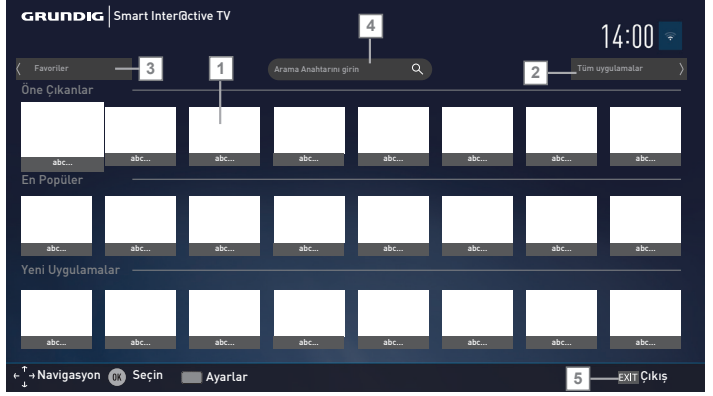 GRUNDIG Smart Inter@ctive TV
4
14:00
Favoriler 3 1 Arama Anahtarını girin 2 Tüm uygulamalar
Öne Çıkanlar
abc... abc... abc... abc... abc... abc... abc... abc...
En Popüler
abc... abc... abc... abc... abc... abc... abc... abc...
Yeni Uygulamalar
abc... abc... abc... abc... abc... abc... abc... abc...
Navigasyon OK Seçin Ayarlar 5 EXIT Çıkış